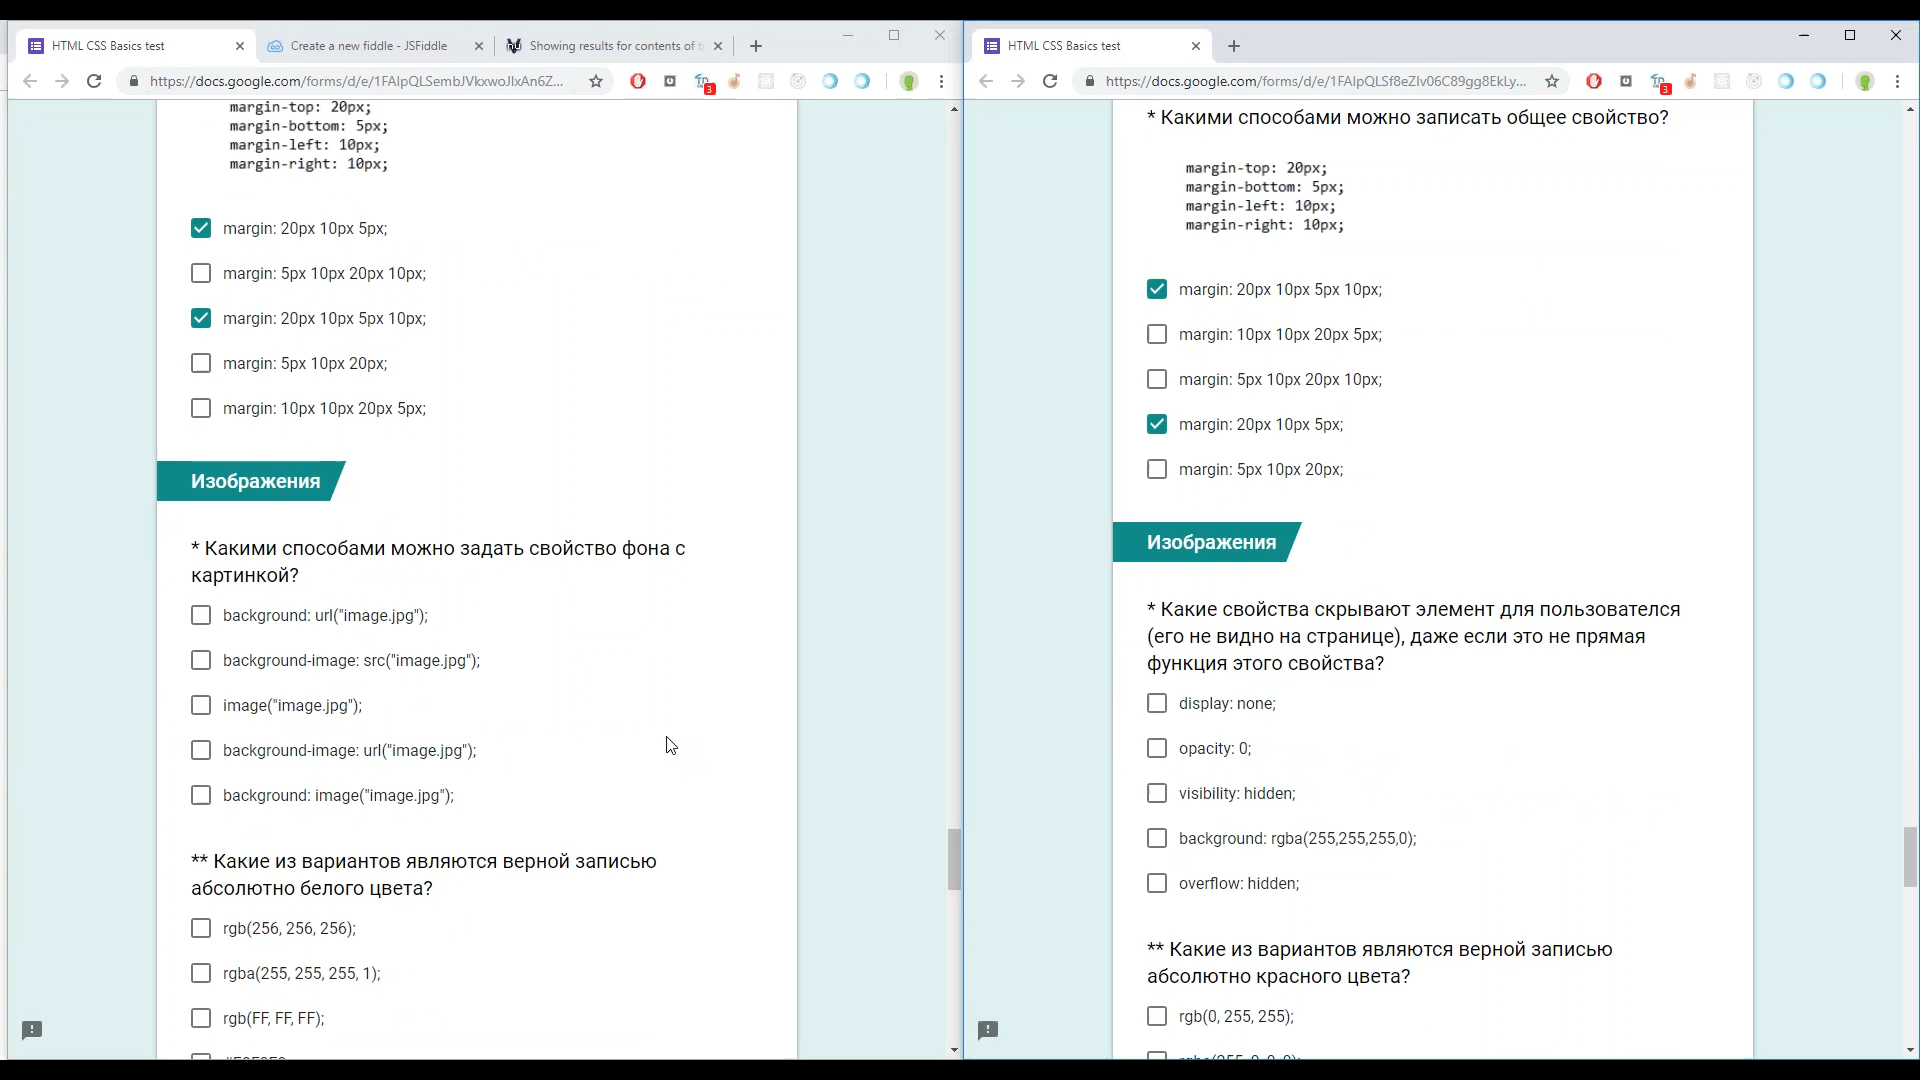 HTML CSS Basics test
Create a new fiddle - JSFiddle
Showing results for contents of
https://docs.google.com/forms/d/e/1FAIpQLSembJVkxwoJlxAn6Z...
3
margin-top: 20px;
margin-bottom: 5px;
margin-left: 10px;
margin-right: 10px;
margin: 20px 10px 5px;
margin: 5px 10px 20px 10px;
margin: 20px 10px 5px 10px;
margin: 5px 10px 20px;
margin: 10px 10px 20px 5px;
Изображения
* Какими способами можно задать свойство фона с
картинкой?
background: url("image.jpg");
background-image: src("image.jpg");
image("image.jpg");
background-image: url("image.jpg");
background: image("image.jpg");
** Какие из вариантов являются верной записью
абсолютно белого цвета?
rgb(256, 256, 256);
rgba(255, 255, 255, 1);
rgb(FF, FF, FF);
HTML CSS Basics test
https://docs.google.com/forms/d/e/1FAIpQLSf8eZIv06C89gg8EkLy...
3
* Какими способами можно записать общее свойство?
margin-top: 20px;
margin-bottom: 5px;
margin-left: 10px;
margin-right: 10px;
margin: 20px 10px 5px 10px;
margin: 10px 10px 20px 5px;
margin: 5px 10px 20px 10px;
margin: 20px 10px 5px;
margin: 5px 10px 20px;
Изображения
* Какие свойства скрывают элемент для пользователся
(его не видно на странице), даже если это не прямая
функция этого свойства?
display: none;
opacity: 0;
visibility: hidden;
background: rgba(255,255,255,0);
overflow: hidden;
** Какие из вариантов являются верной записью
абсолютно красного цвета?
rgb(0, 255, 255);